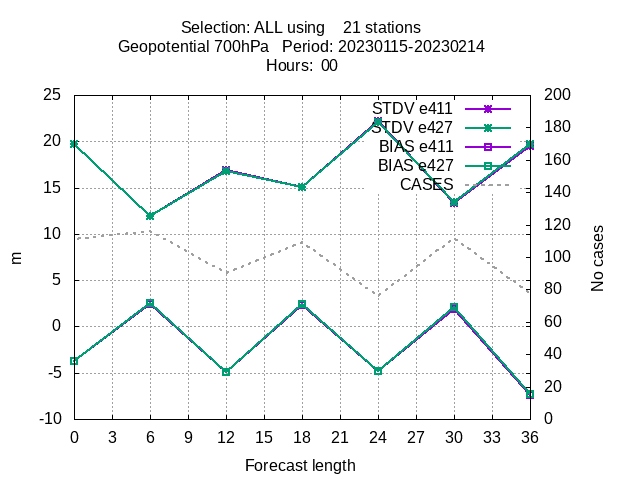 Selection: ALL using    21 stations
Geopotential 700hPa   Period: 20230115-20230214
Hours:  00
STDV e411
STDV e427
BIAS e411
BIAS e427
CASES
25
20
15
10
5
0
-5
-10
m
200
180
160
140
120
100
80
60
40
20
0
No cases
0 3 6 9 12 15 18 21 24 27 30 33 36
Forecast length